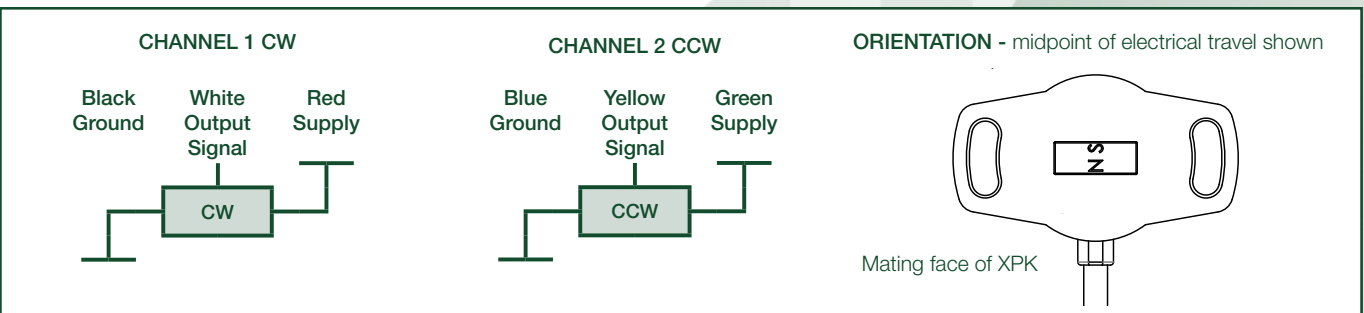 CHANNEL 1 CW
Black
Ground
White
Output
Signal
Red
Supply
CW
CHANNEL 2 CCW
Blue
Ground
Yellow
Output
Signal
Green
Supply
CCW
ORIENTATION - midpoint of electrical travel shown
N S
Mating face of XPK